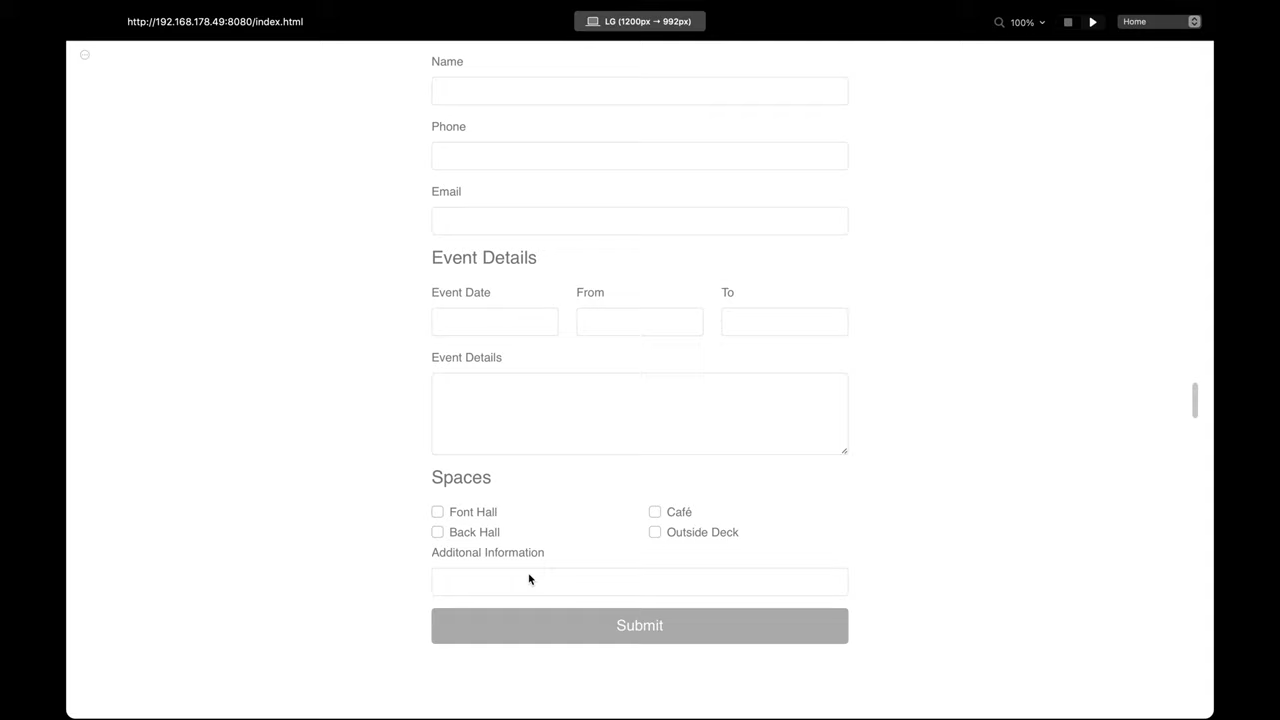 http://192.168.178.49:8080/index.html
LG (1200px → 992px)
100%
Home
Name
Phone
Email
Event Details
Event Date From To
Event Details
Spaces
Font Hall Café
Back Hall Outside Deck
Additonal Information
Submit